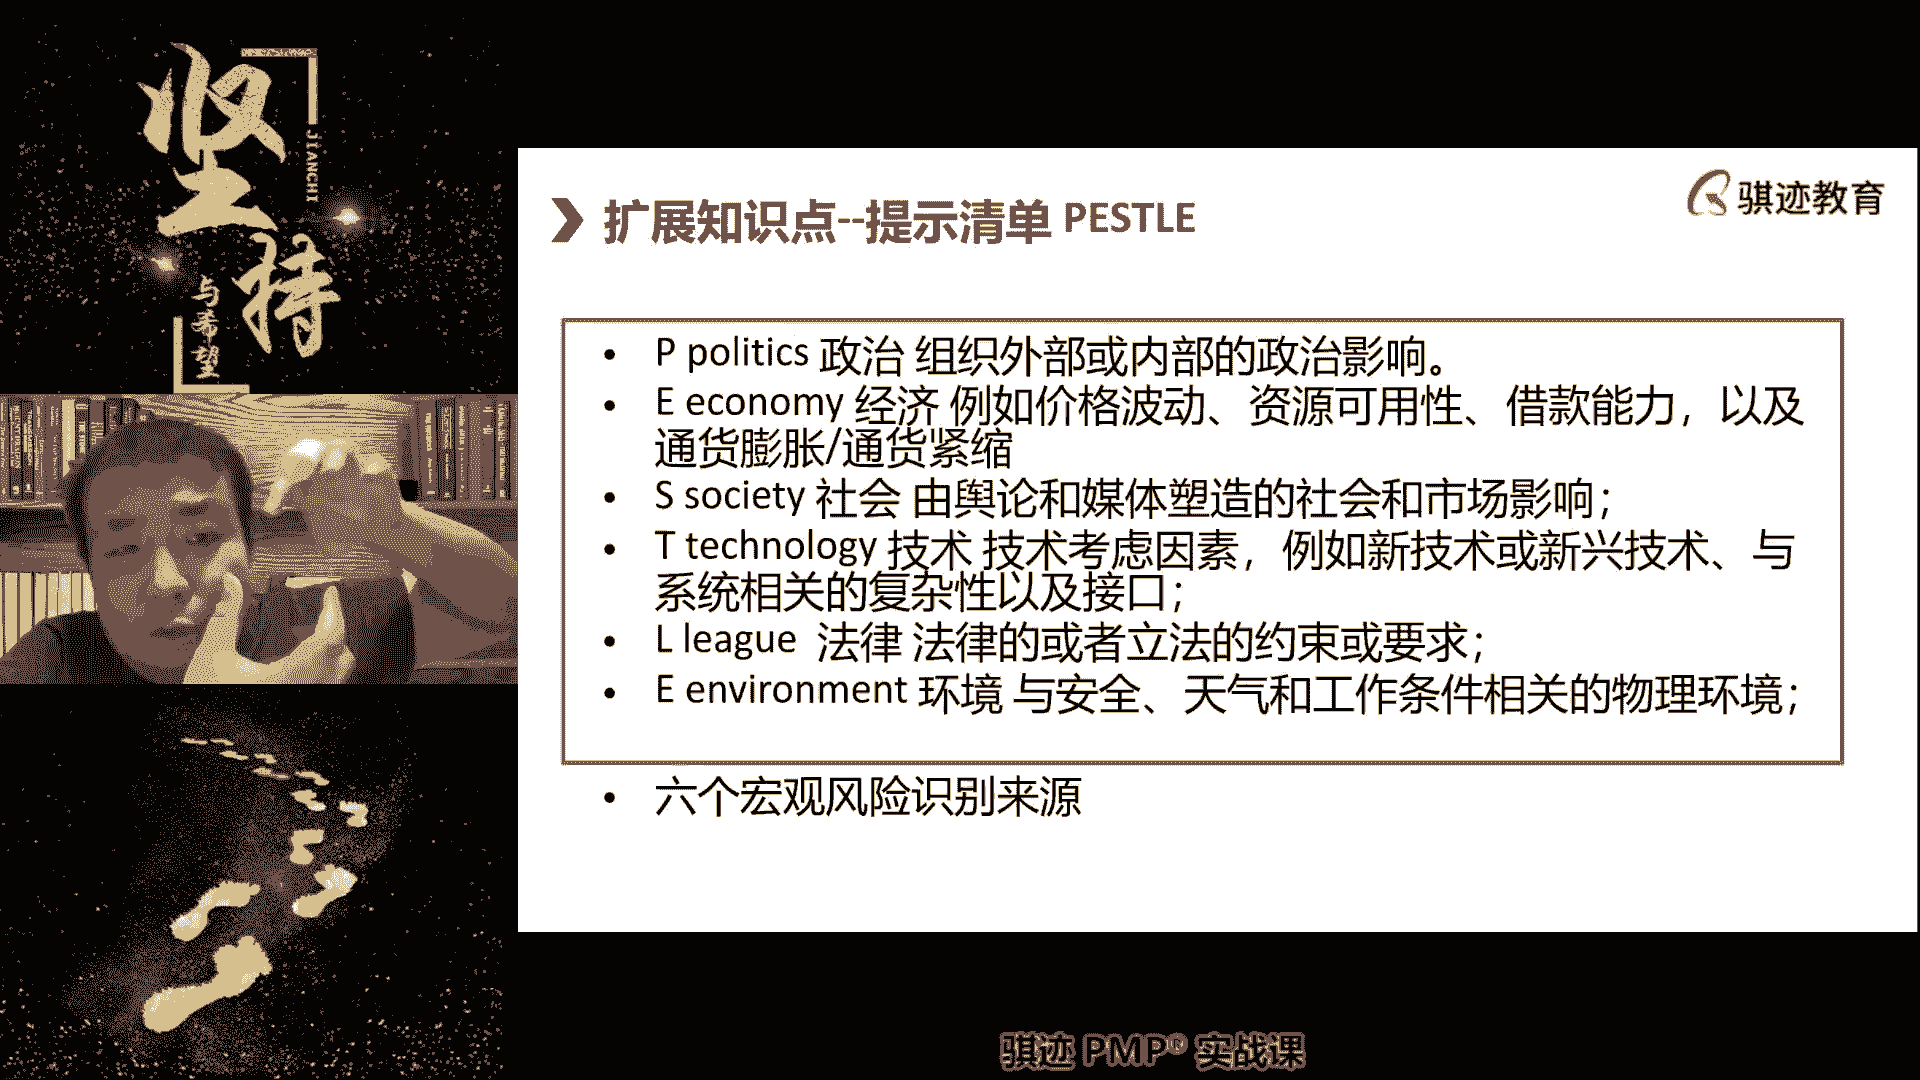 坚持
JIANCHI
与希望
骐迹教育
扩展知识点--提示清单 PESTLE
• P politics 政治 组织外部或内部的政治影响。
• E economy 经济 例如价格波动、资源可用性、借款能力，以及
通货膨胀/通货紧缩
• S society 社会 由舆论和媒体塑造的社会和市场影响；
• T technology 技术 技术考虑因素，例如新技术或新兴技术、与
系统相关的复杂性以及接口；
• L league 法律 法律的或者立法的约束或要求；
• E environment 环境 与安全、天气和工作条件相关的物理环境；
• 六个宏观风险识别来源
骐迹 PMP® 实战课